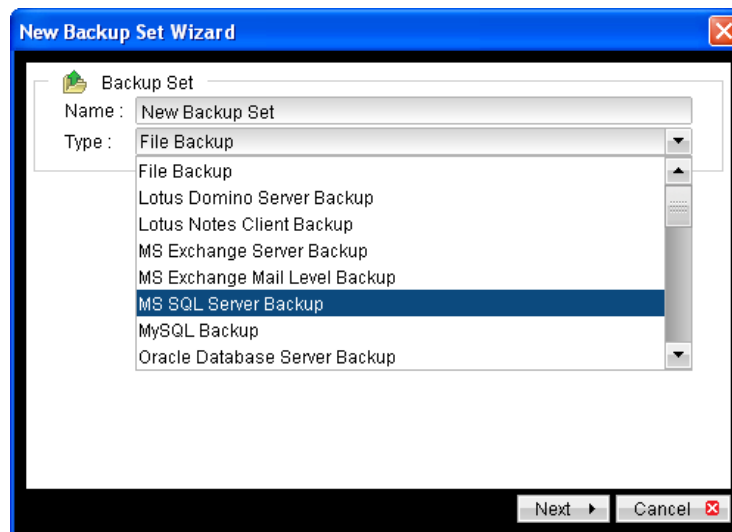 New Backup Set Wizard
Backup Set
Name : New Backup Set
Type : File Backup
File Backup
Lotus Domino Server Backup
Lotus Notes Client Backup
MS Exchange Server Backup
MS Exchange Mail Level Backup
MS SQL Server Backup
MySQL Backup
Oracle Database Server Backup
Next Cancel